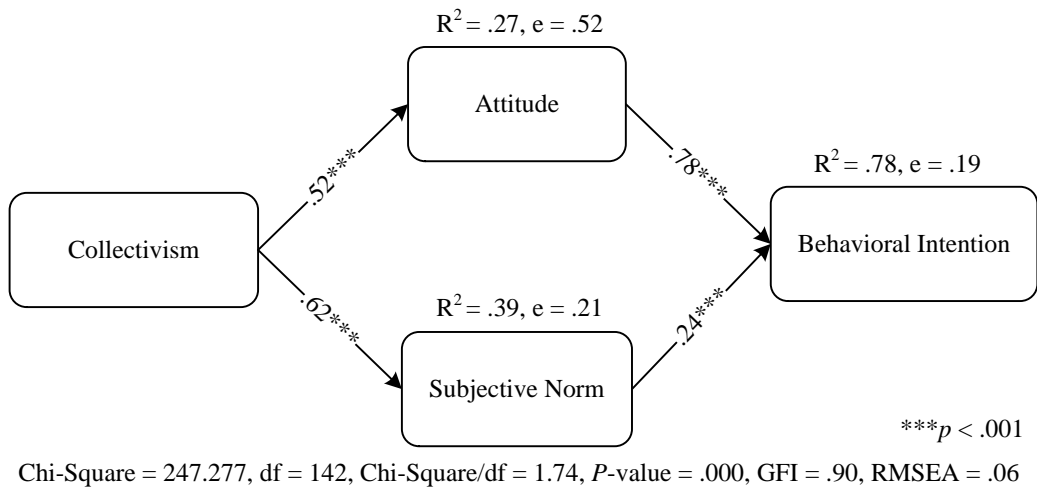 R² = .27, e = .52
Attitude
.52***
.78***
R² = .78, e = .19
Collectivism
Behavioral Intention
.62***
R² = .39, e = .21
.24***
Subjective Norm
***p < .001
Chi-Square = 247.277, df = 142, Chi-Square/df = 1.74, P-value = .000, GFI = .90, RMSEA = .06